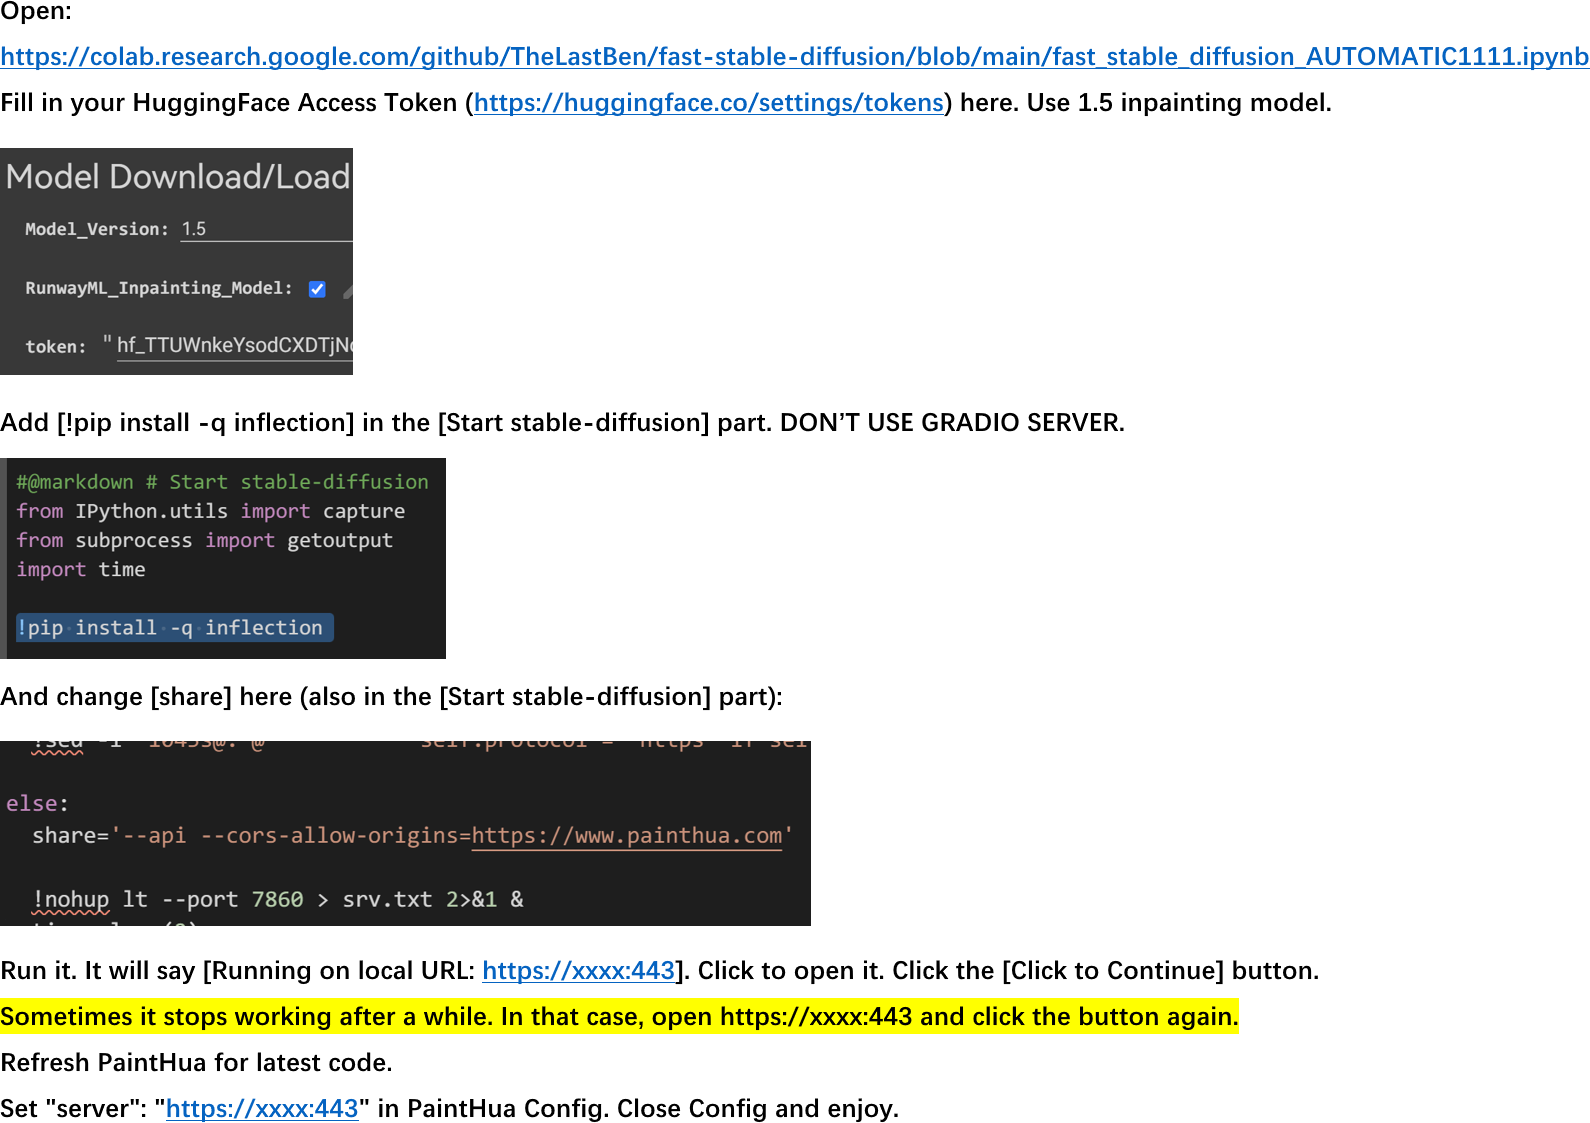 Open:
https://colab.research.google.com/github/TheLastBen/fast-stable-diffusion/blob/main/fast_stable_diffusion_AUTOMATIC1111.ipynb
Fill in your HuggingFace Access Token (https://huggingface.co/settings/tokens) here. Use 1.5 inpainting model.
Model Download/Load
Model_Version: 1.5
RunwayML_Inpainting_Model:
token: "hf_TTUWnkeYsodCXDTjN
Add [!pip install -q inflection] in the [Start stable-diffusion] part. DON’T USE GRADIO SERVER.
#@markdown # Start stable-diffusion
from IPython.utils import capture
from subprocess import getoutput
import time
!pip install -q inflection
And change [share] here (also in the [Start stable-diffusion] part):
else:
share='--api --cors-allow-origins=https://www.painthua.com'
!nohup lt --port 7860 > srv.txt 2>&1 &
Run it. It will say [Running on local URL: https://xxxx:443]. Click to open it. Click the [Click to Continue] button.
Sometimes it stops working after a while. In that case, open https://xxxx:443 and click the button again.
Refresh PaintHua for latest code.
Set "server": "https://xxxx:443" in PaintHua Config. Close Config and enjoy.